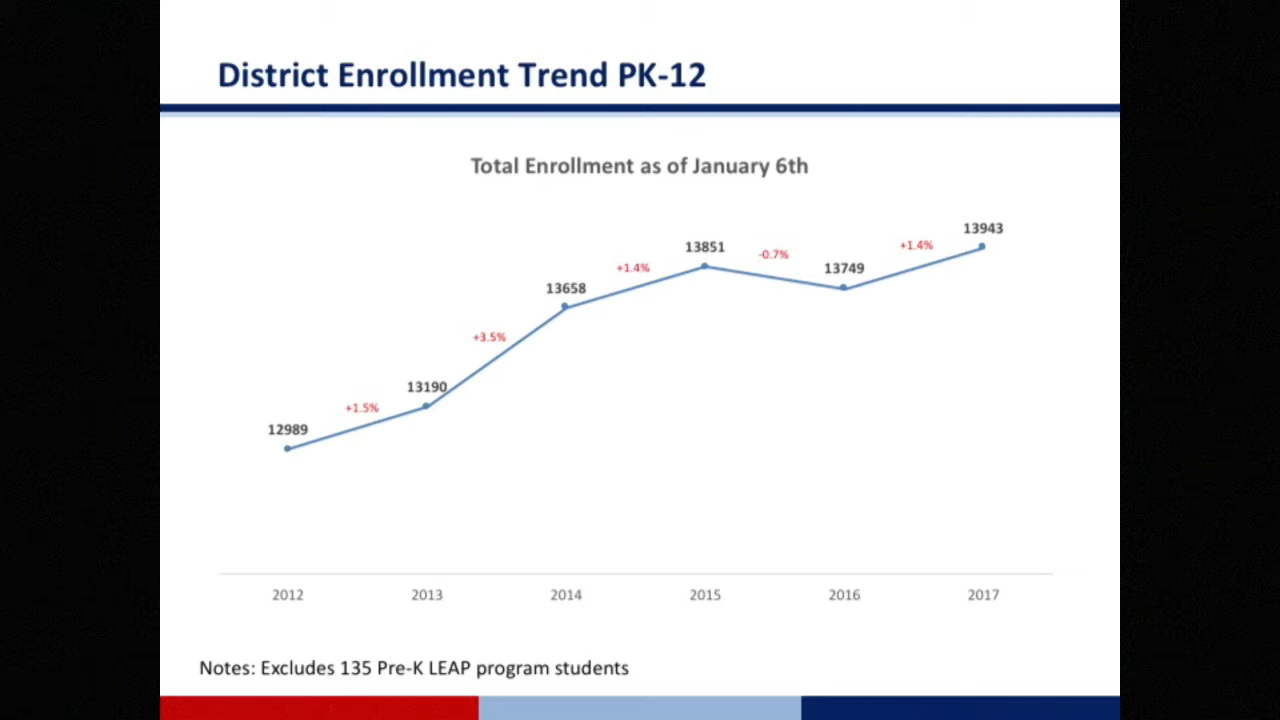 District Enrollment Trend PK-12
Total Enrollment as of January 6th
13943
+1.4%
13851
-0.7%
13749
+1.4%
13658
+3.5%
13190
+1.5%
12989
2012 2013 2014 2015 2016 2017
Notes: Excludes 135 Pre-K LEAP program students